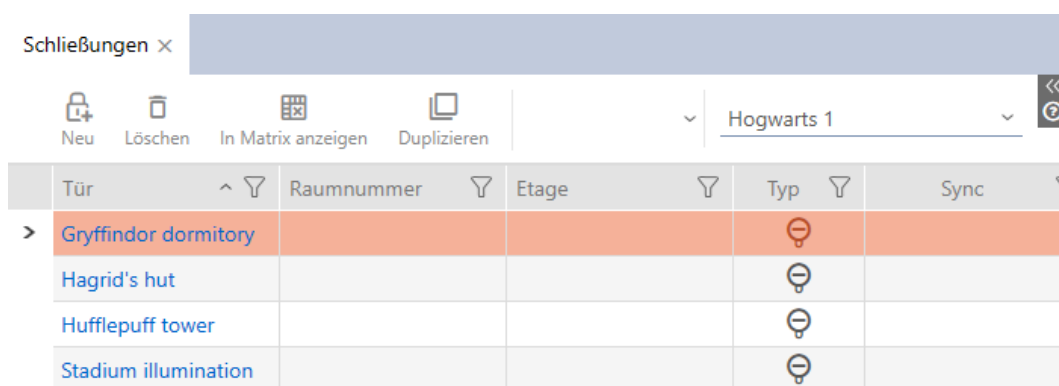 Schließungen
Neu Löschen In Matrix anzeigen Duplizieren Hogwarts 1
Tür Raumnummer Etage Typ Sync
Gryffindor dormitory
Hagrid's hut
Hufflepuff tower
Stadium illumination